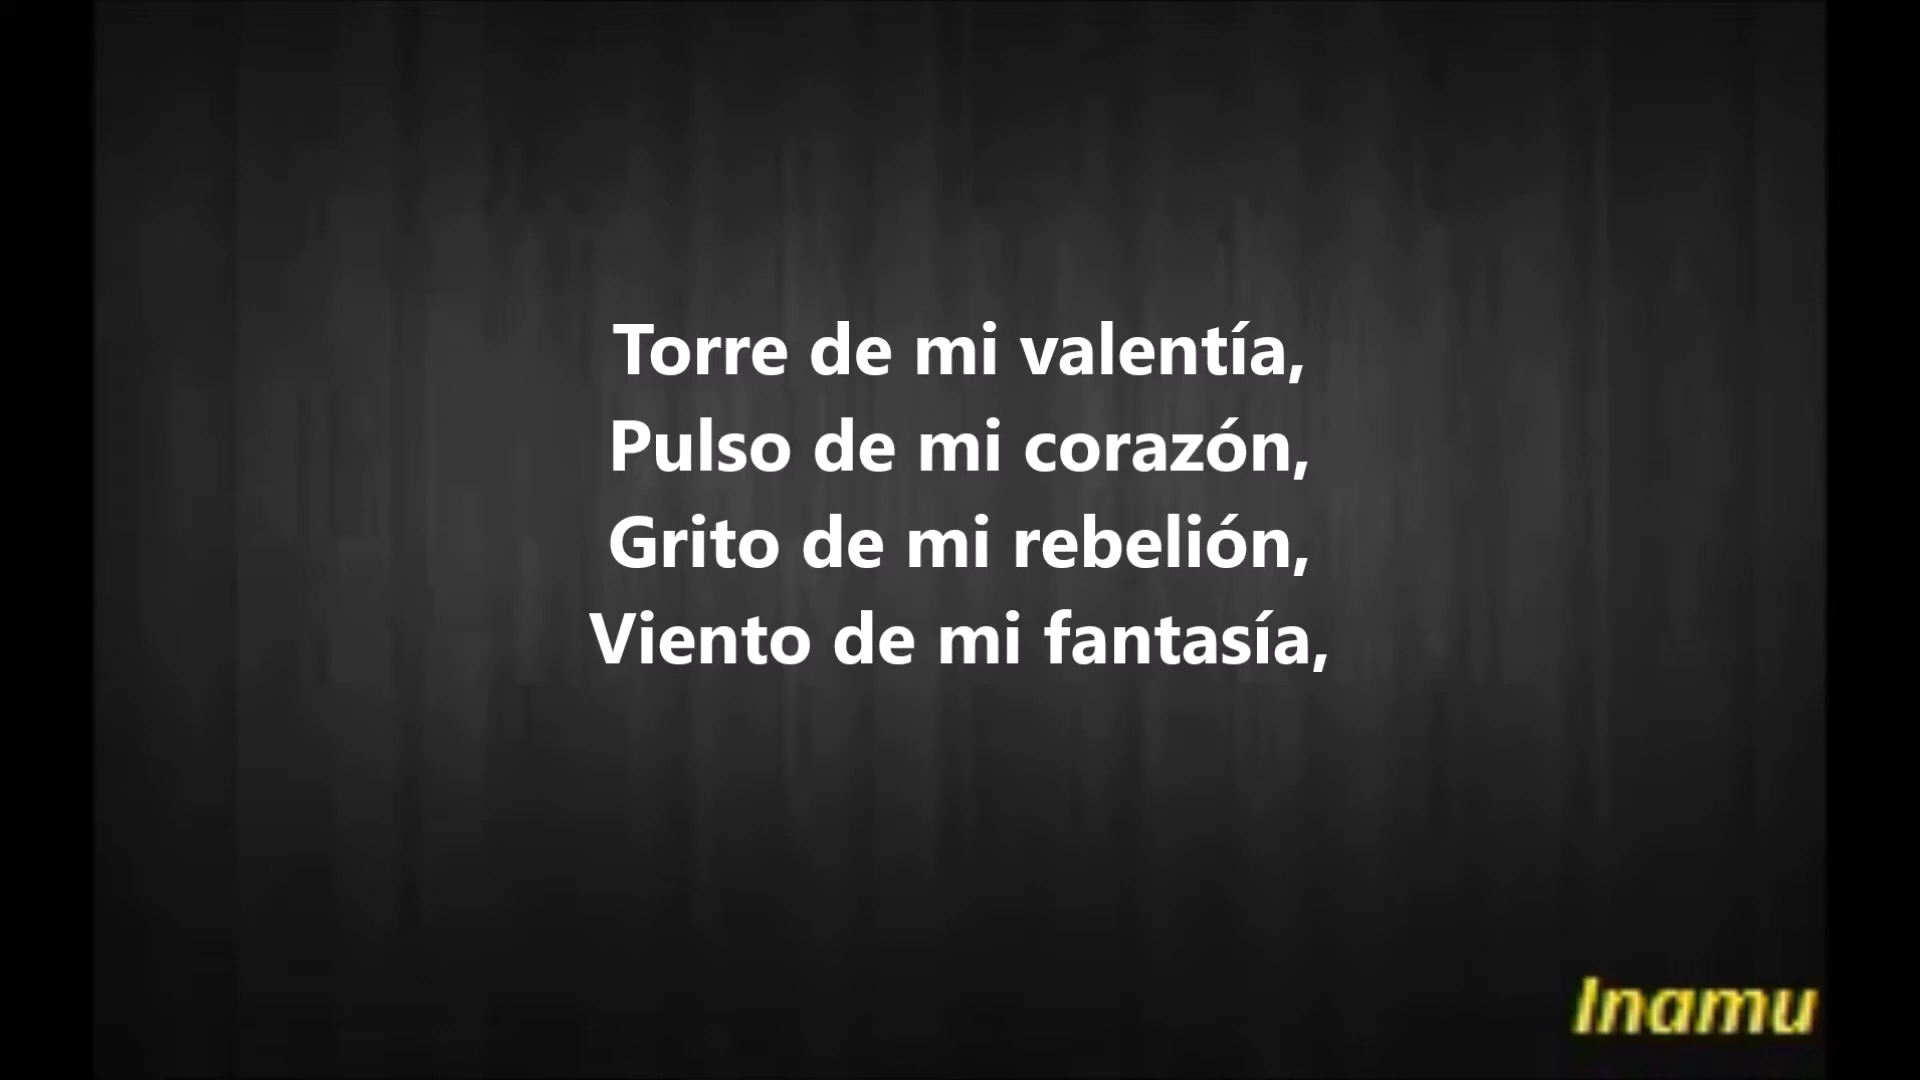 Torre de mi valentía,
Pulso de mi corazón,
Grito de mi rebelión,
Viento de mi fantasía,
Inamu